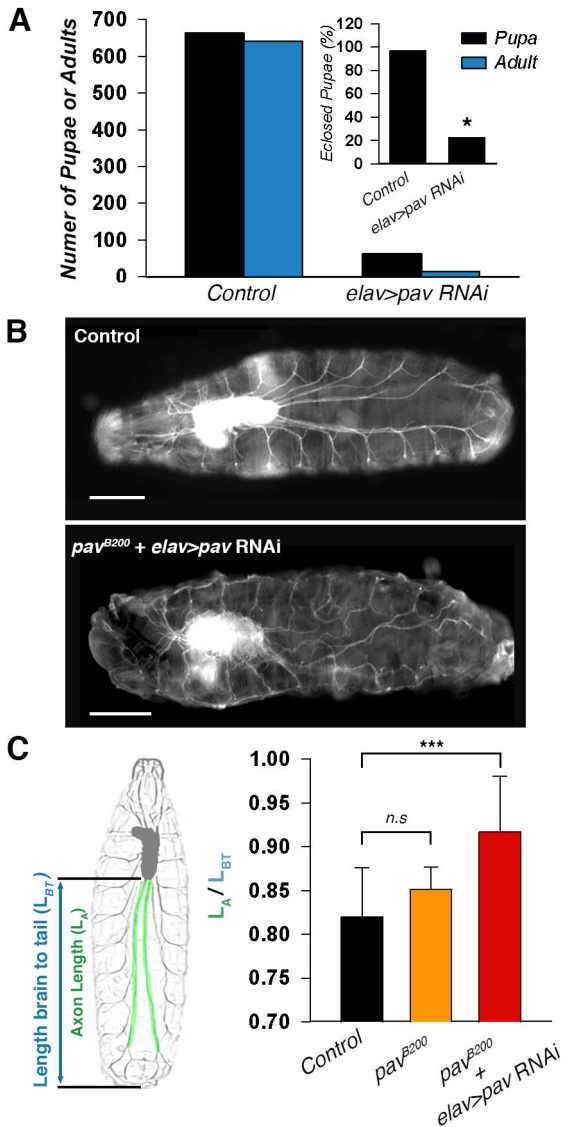 A
Numer of Pupae or Adults
700
600
500
400
300
200
100
0
Control
elav>pav RNAi
Eclosed Pupae (%)
120
100
80
60
40
20
0
*
Control
elav>pav RNAi
Pupa
Adult
B
Control
pavB200 + elav>pav RNAi
C
Length brain to tail (LBT)
Axon Length (LA)
LA / LBT
1.00
0.95
0.90
0.85
0.80
0.75
0.70
***
n.s
Control
pavB200
pavB200
+
elav>pav RNAi